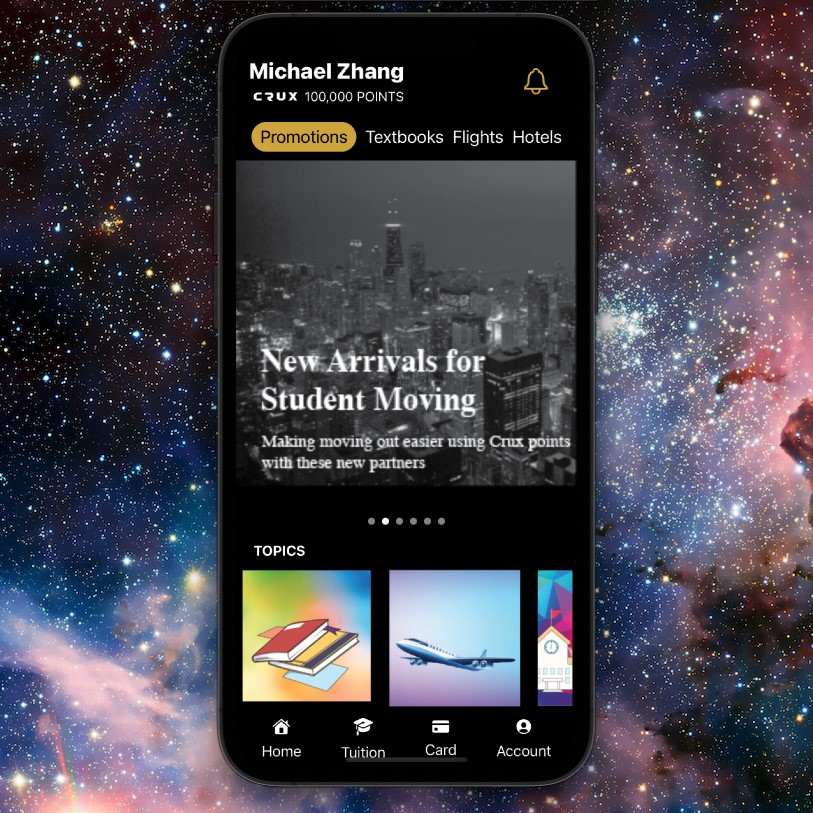 Michael Zhang
CRUX 100,000 POINTS
Promotions Textbooks Flights Hotels
New Arrivals for
Student Moving
Making moving out easier using Crux points
with these new partners
TOPICS
Home Tuition Card Account